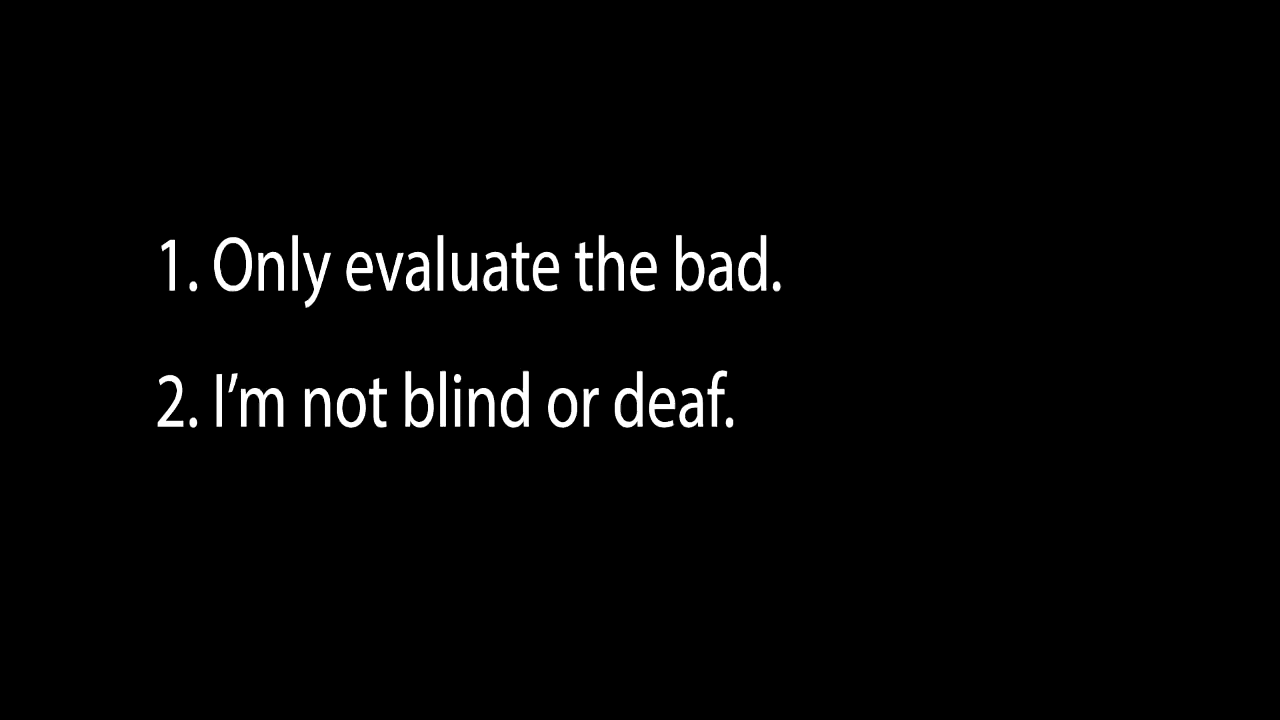 1. Only evaluate the bad.
2. I’m not blind or deaf.